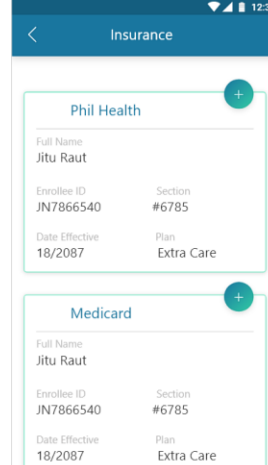 12:3
Insurance
Phil Health
Full Name
Jitu Raut
Enrollee ID Section
JN7866540 #6785
Date Effective Plan
18/2087 Extra Care
Medicard
Full Name
Jitu Raut
Enrollee ID Section
JN7866540 #6785
Date Effective Plan
18/2087 Extra Care